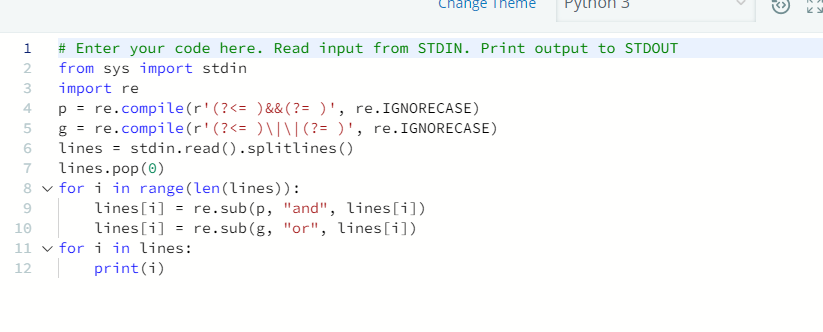 Change Theme Python 3
1 # Enter your code here. Read input from STDIN. Print output to STDOUT
2 from sys import stdin
3 import re
4 p = re.compile(r'(?<= )&&(?= )', re.IGNORECASE)
5 g = re.compile(r'(?<= )\|\|(?= )', re.IGNORECASE)
6 lines = stdin.read().splitlines()
7 lines.pop(0)
8 for i in range(len(lines)):
9     lines[i] = re.sub(p, "and", lines[i])
10     lines[i] = re.sub(g, "or", lines[i])
11 for i in lines:
12     print(i)